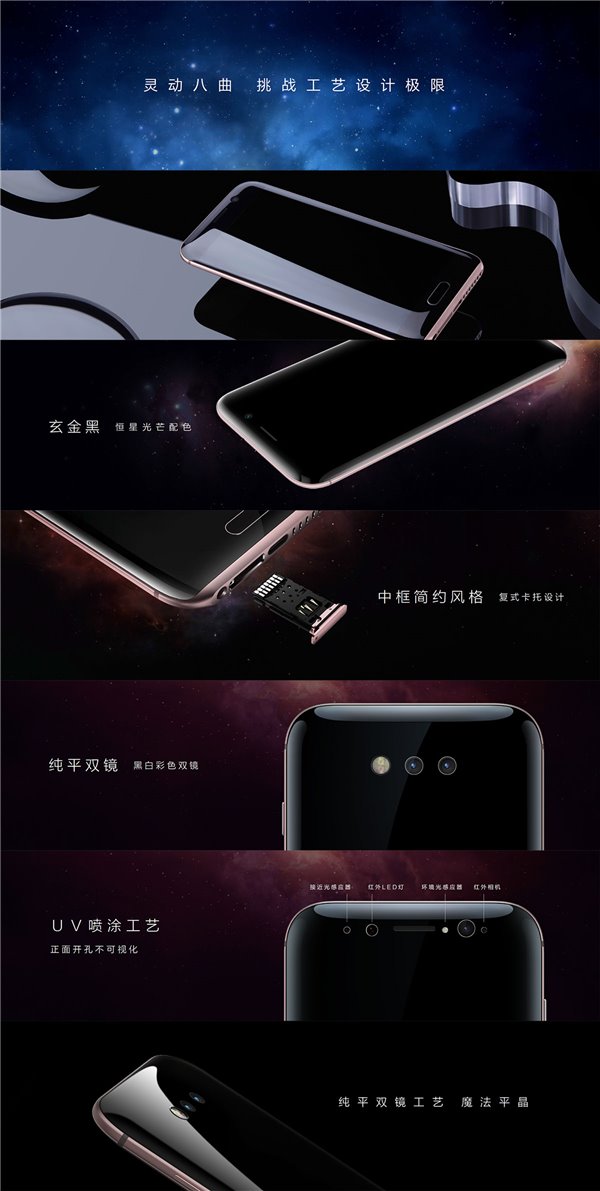 灵动八曲 挑战工艺设计极限
玄金黑 恒星光芒配色
中框简约风格 复式卡托设计
纯平双镜 黑白彩色双镜
接近光感应器 红外LED灯 环境光感应器 红外相机
UV喷涂工艺
正面开孔不可视化
纯平双镜工艺 魔法平晶